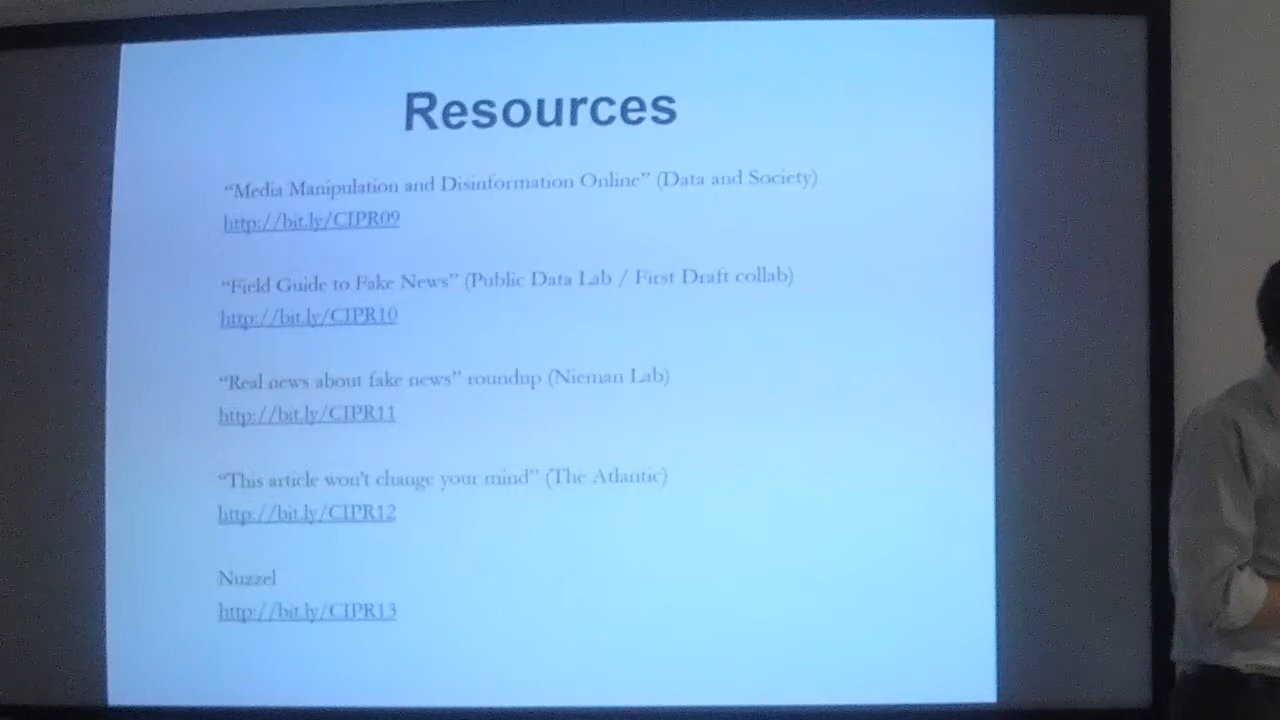 Resources
“Media Manipulation and Disinformation Online” (Data and Society)
http://bit.ly/CIPR09
“Field Guide to Fake News” (Public Data Lab / First Draft collab)
http://bit.ly/CIPR10
“Real news about fake news” roundup (Nieman Lab)
http://bit.ly/CIPR11
“This article won't change your mind” (The Atlantic)
http://bit.ly/CIPR12
Nuzzel
http://bit.ly/CIPR13